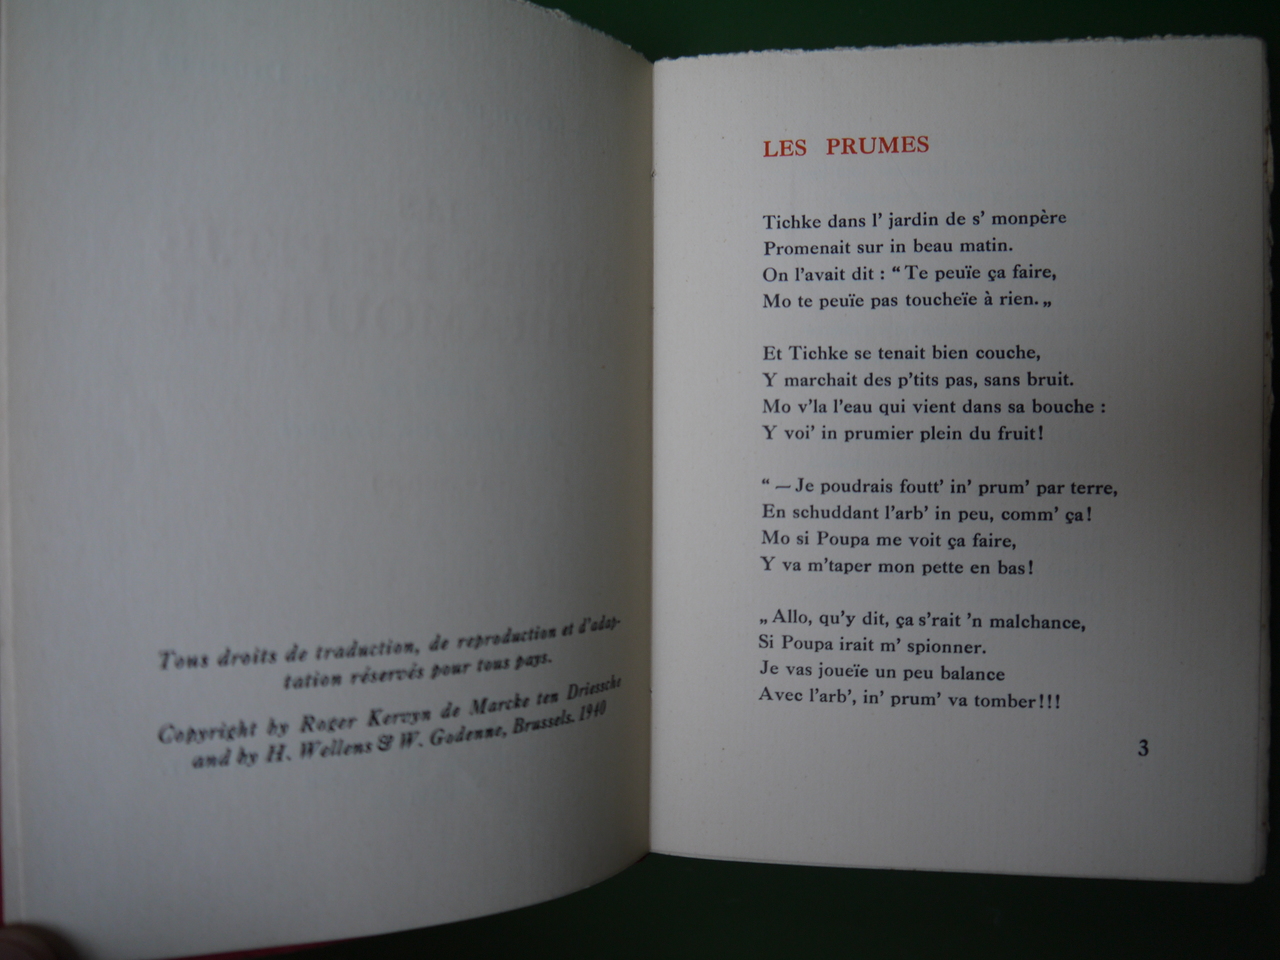 Tous droits de traduction, de reproduction et d'adap-
tation réservés pour tous pays.
Copyright by Roger Kervyn de Marcke ten Driessche
and by H. Wellens & W. Godenne, Brussels. 1940
LES PRUMES
Tichke dans l' jardin de s' monpère
Promenait sur in beau matin.
On l'avait dit : “ Te peuïe ça faire,
Mo te peuïe pas toucheïe à rien. „
Et Tichke se tenait bien couche,
Y marchait des p'tits pas, sans bruit.
Mo v'la l'eau qui vient dans sa bouche :
Y voi' in prumier plein du fruit!
“ — Je poudrais foutt' in' prum' par terre,
En schuddant l'arb' in peu, comm' ça!
Mo si Poupa me voit ça faire,
Y va m'taper mon pette en bas!
„ Allo, qu'y dit, ça s'rait 'n malchance,
Si Poupa irait m' spionner.
Je vas joueïe un peu balance
Avec l'arb', in' prum' va tomber!!!
3